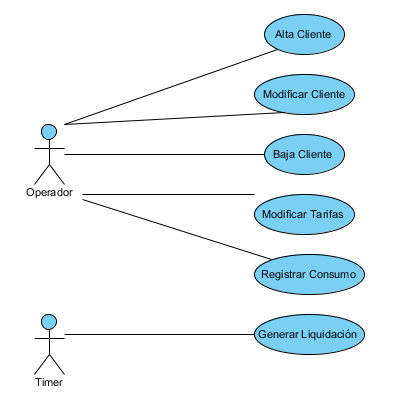 Alta Cliente
Modificar Cliente
Baja Cliente
Operador
Modificar Tarifas
Registrar Consumo
Generar Liquidación
Timer